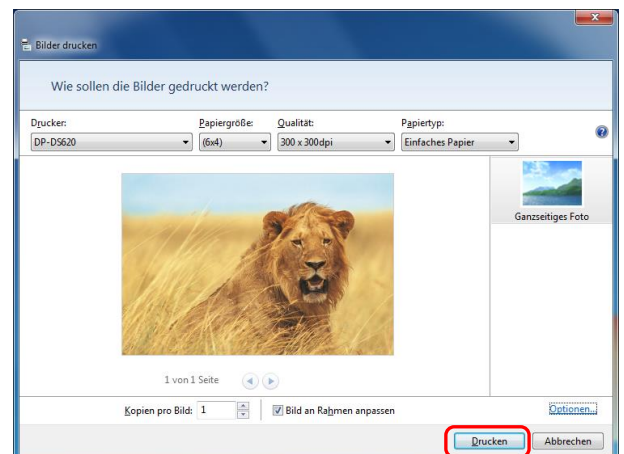 Bilder drucken
Wie sollen die Bilder gedruckt werden?
Drucker: Papiergröße: Qualität: Papiertyp:
DP-DS620 (6x4) 300 x 300dpi Einfaches Papier
Ganzseitiges Foto
1 von 1 Seite
Kopien pro Bild: 1 Bild an Rahmen anpassen Optionen...
Drucken Abbrechen